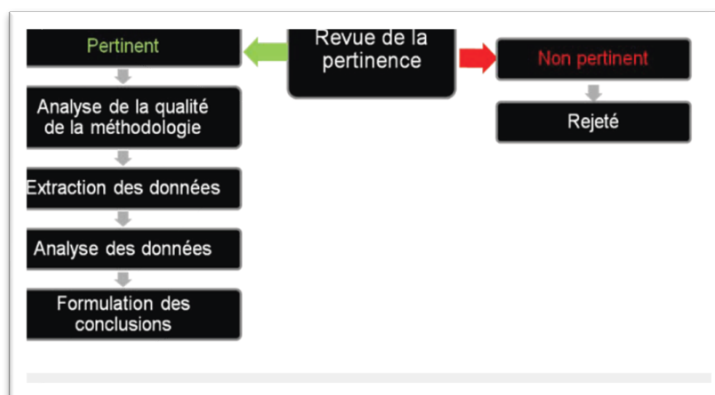 Pertinent
Revue de la
pertinence
Non pertinent
Analyse de la qualité
de la méthodologie
Rejeté
Extraction des données
Analyse des données
Formulation des
conclusions